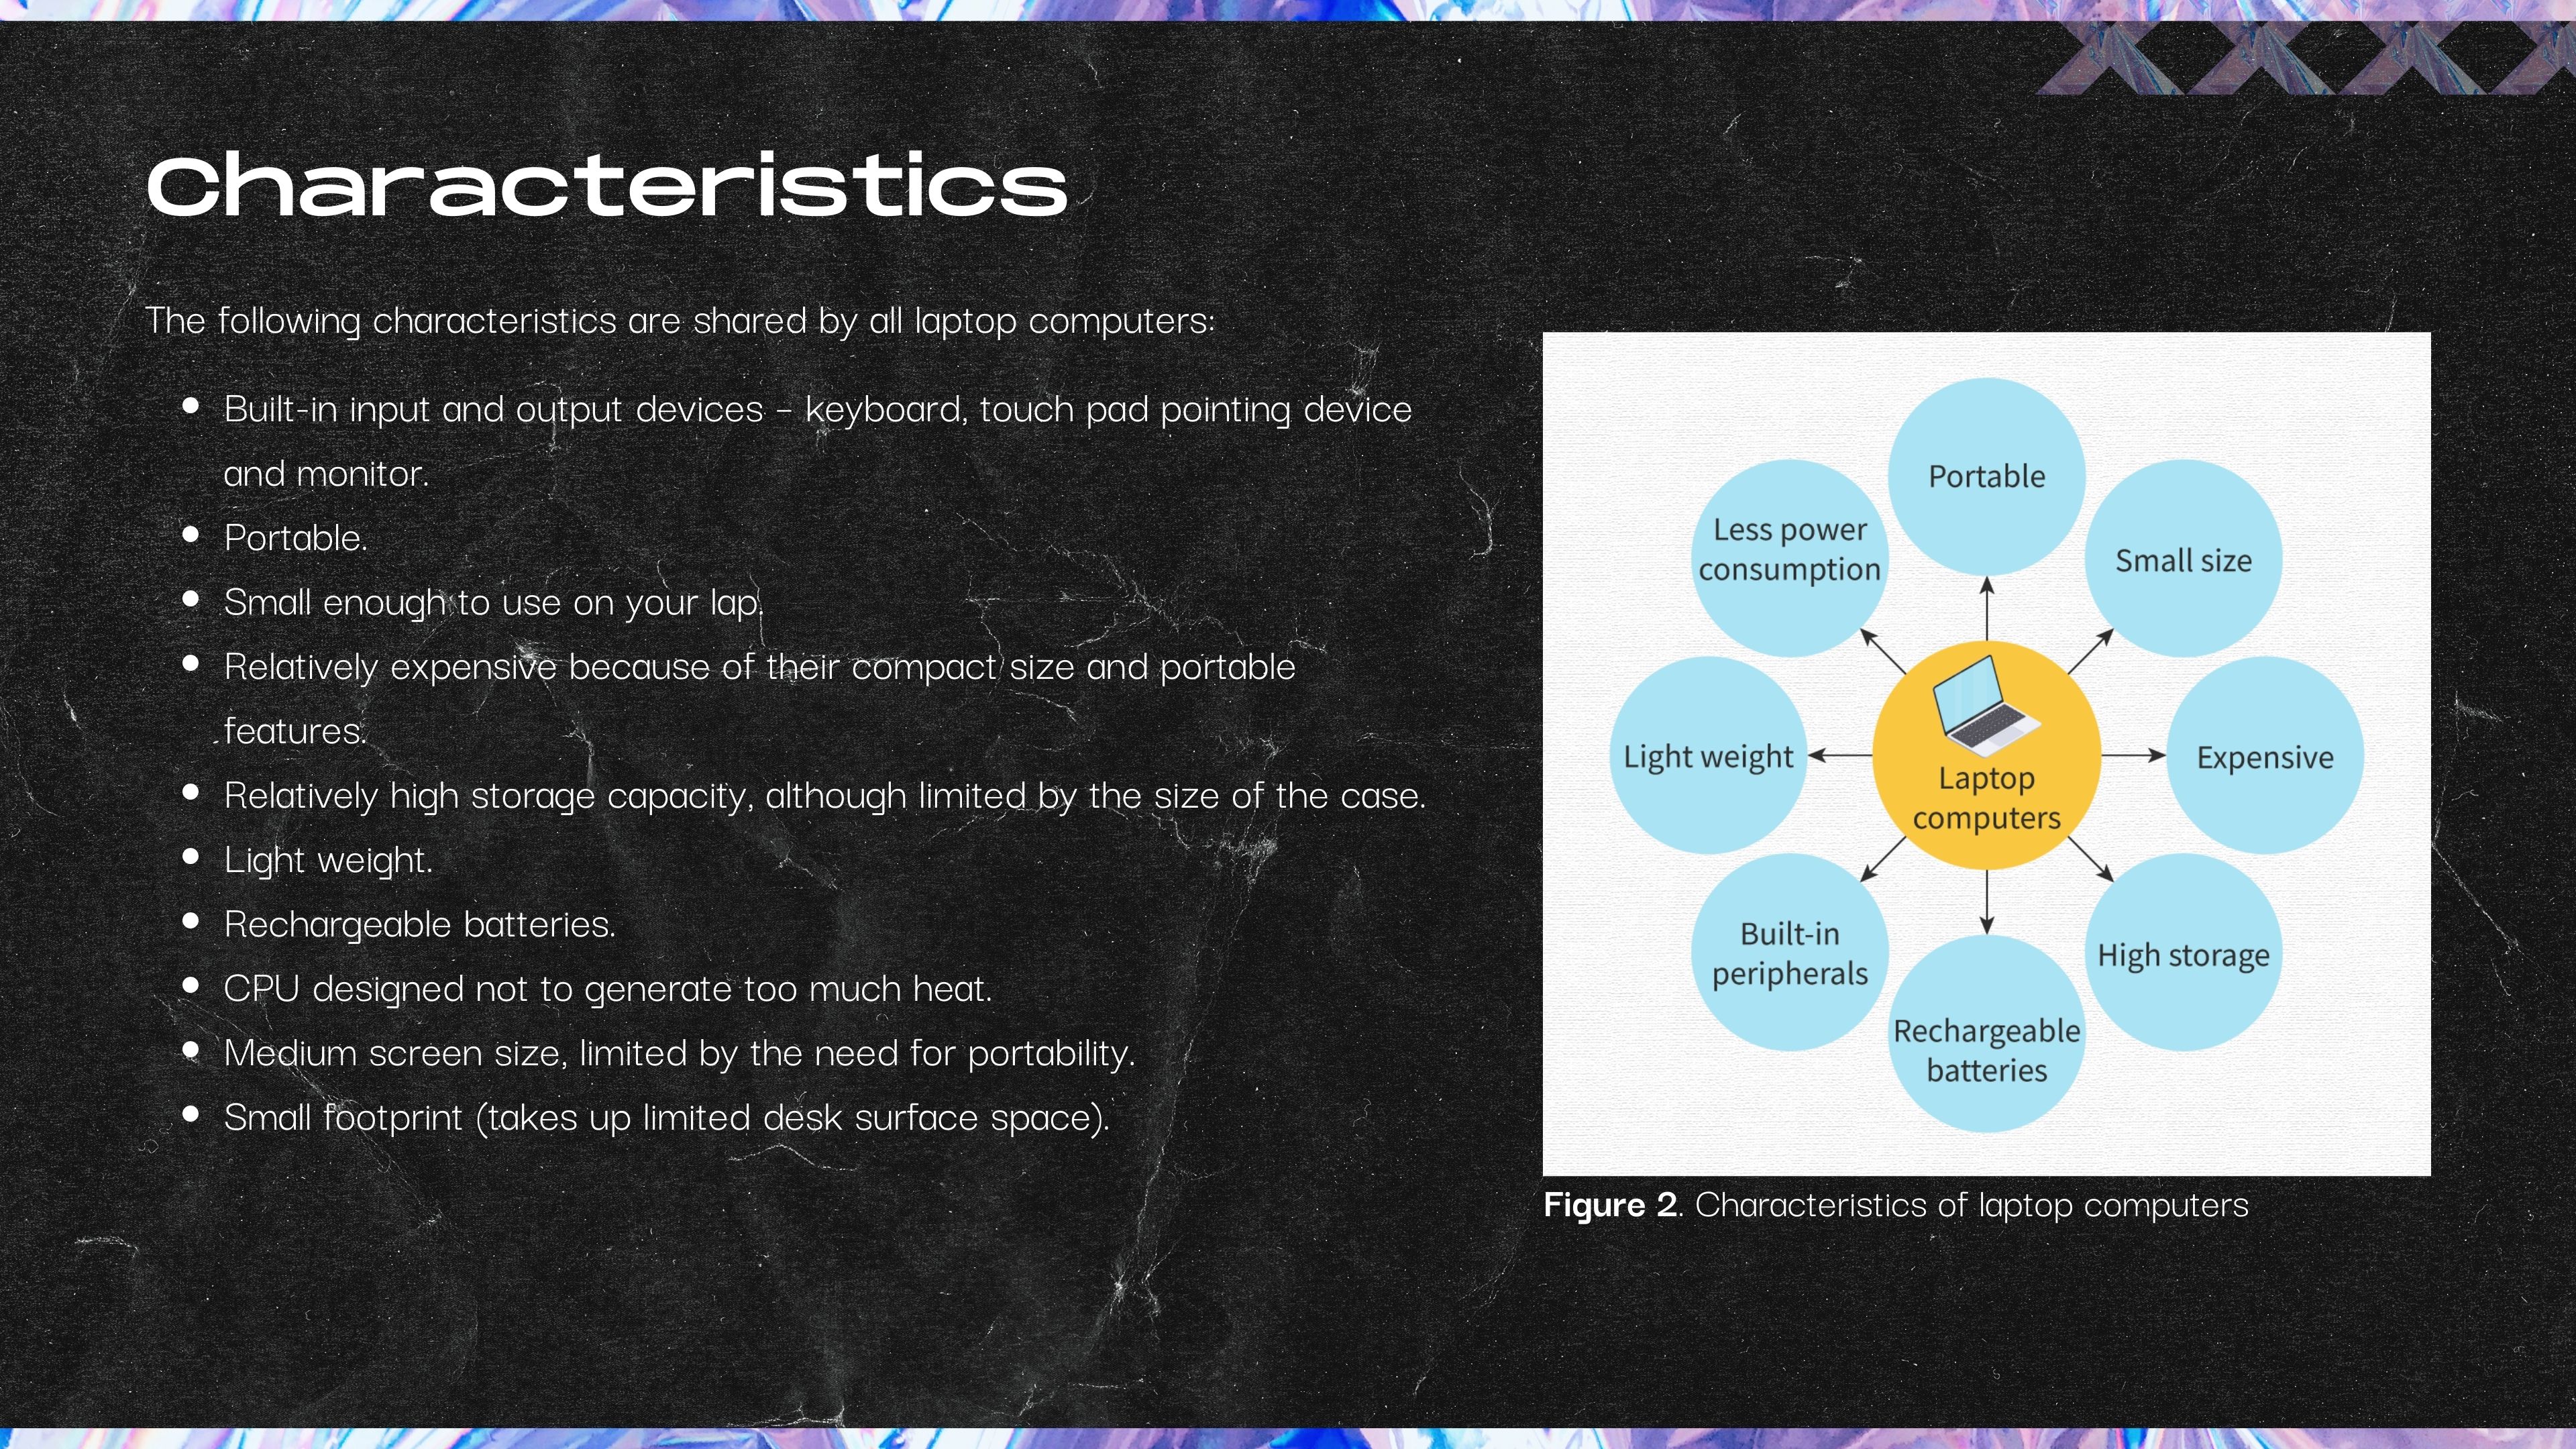 Characteristics
The following characteristics are shared by all laptop computers:
Built-in input and output devices – keyboard, touch pad pointing device
and monitor.
Portable.
Small enough to use on your lap.
Relatively expensive because of their compact size and portable
features.
Relatively high storage capacity, although limited by the size of the case.
Light weight.
Rechargeable batteries.
CPU designed not to generate too much heat.
Medium screen size, limited by the need for portability.
Small footprint (takes up limited desk surface space).
Portable
Less power
consumption
Small size
Light weight
Laptop
computers
Expensive
Built-in
peripherals
High storage
Rechargeable
batteries
Figure 2. Characteristics of laptop computers